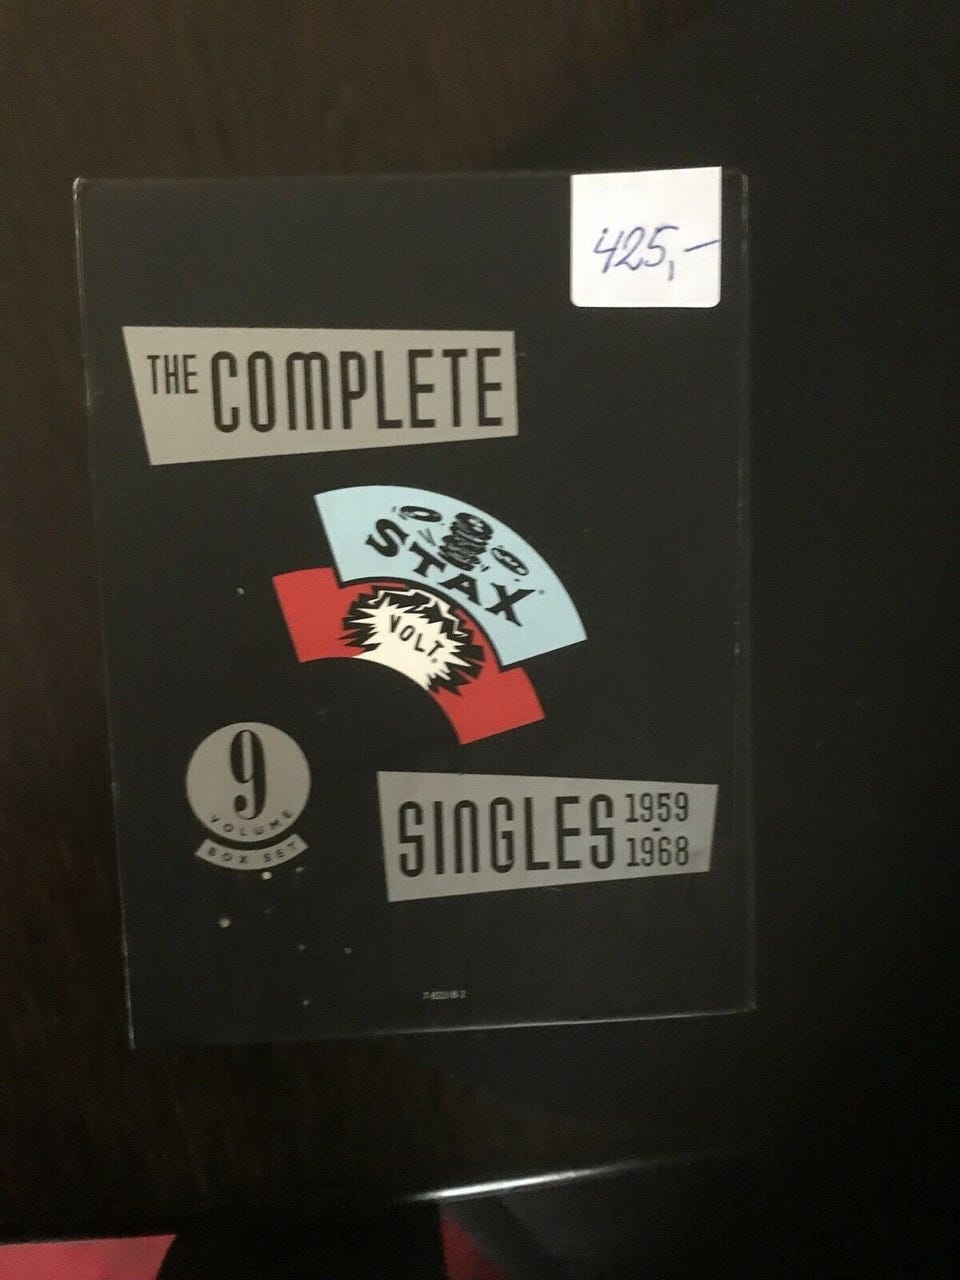 425,-
THE COMPLETE
STAX
VOLT
9
VOLUME
BOX SET
SINGLES 1959
-
1968